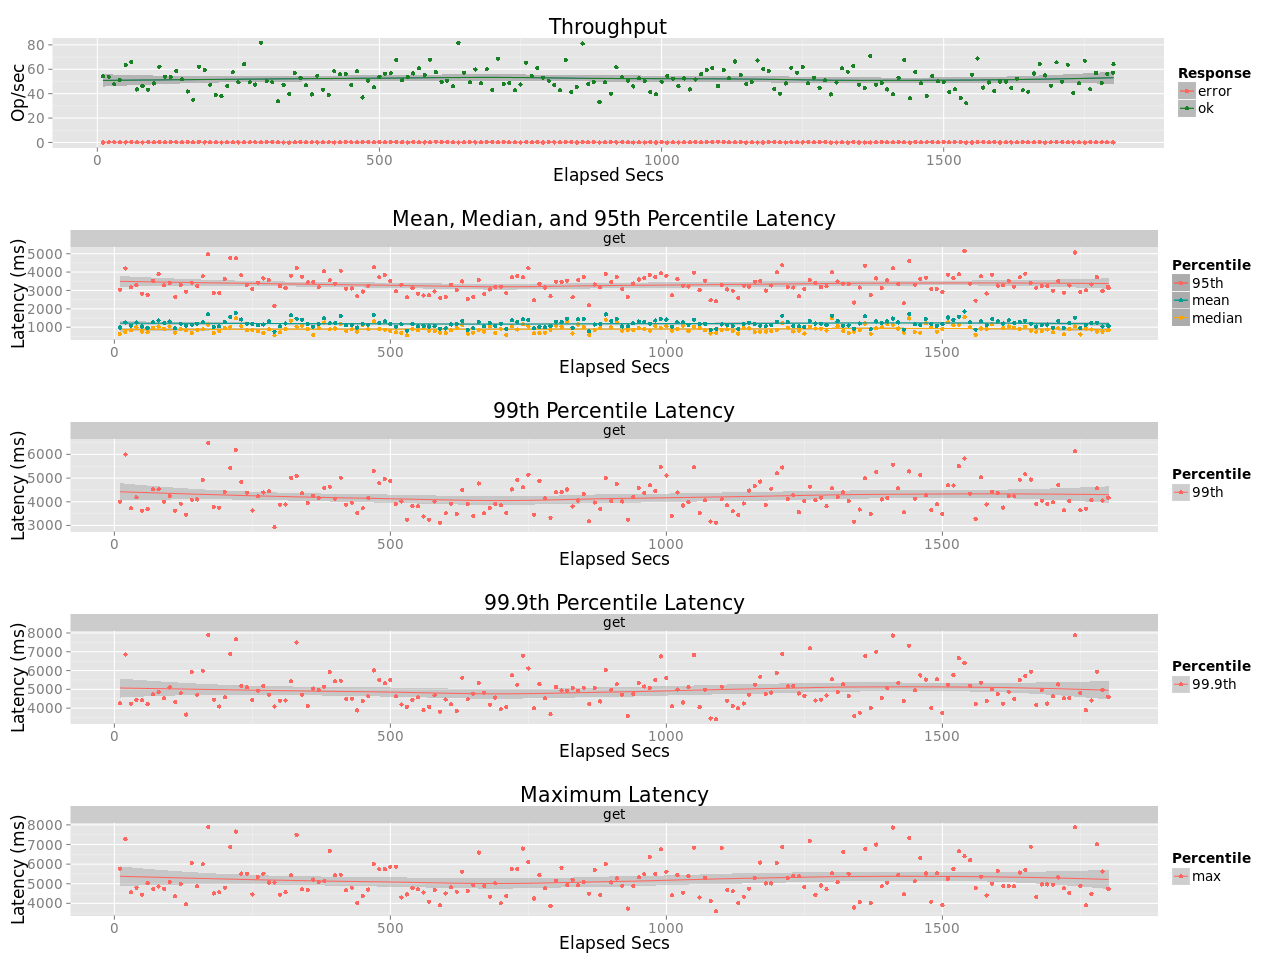 Throughput
Op/sec
80
60
40
20
0
0 500 1000 1500
Elapsed Secs
Response
error
ok
Mean, Median, and 95th Percentile Latency
get
Latency (ms)
5000
4000
3000
2000
1000
0 500 1000 1500
Elapsed Secs
Percentile
95th
mean
median
99th Percentile Latency
get
Latency (ms)
6000
5000
4000
3000
0 500 1000 1500
Elapsed Secs
Percentile
99th
99.9th Percentile Latency
get
Latency (ms)
8000
7000
6000
5000
4000
0 500 1000 1500
Elapsed Secs
Percentile
99.9th
Maximum Latency
get
Latency (ms)
8000
7000
6000
5000
4000
0 500 1000 1500
Elapsed Secs
Percentile
max